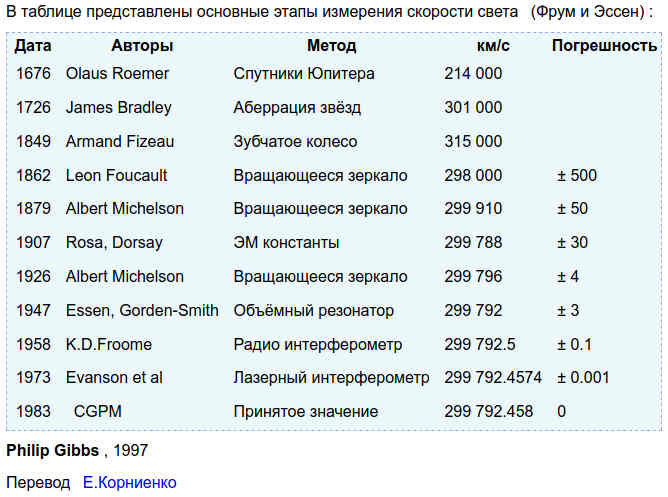 В таблице представлены основные этапы измерения скорости света (Фрум и Эссен) :
Дата Авторы Метод км/с Погрешность
1676 Olaus Roemer Спутники Юпитера 214 000
1726 James Bradley Аберрация звёзд 301 000
1849 Armand Fizeau Зубчатое колесо 315 000
1862 Leon Foucault Вращающееся зеркало 298 000 ± 500
1879 Albert Michelson Вращающееся зеркало 299 910 ± 50
1907 Rosa, Dorsay ЭМ константы 299 788 ± 30
1926 Albert Michelson Вращающееся зеркало 299 796 ± 4
1947 Essen, Gorden-Smith Объёмный резонатор 299 792 ± 3
1958 K.D.Froome Радио интерферометр 299 792.5 ± 0.1
1973 Evanson et al Лазерный интерферометр 299 792.4574 ± 0.001
1983 CGPM Принятое значение 299 792.458 0
Philip Gibbs , 1997
Перевод Е.Корниенко